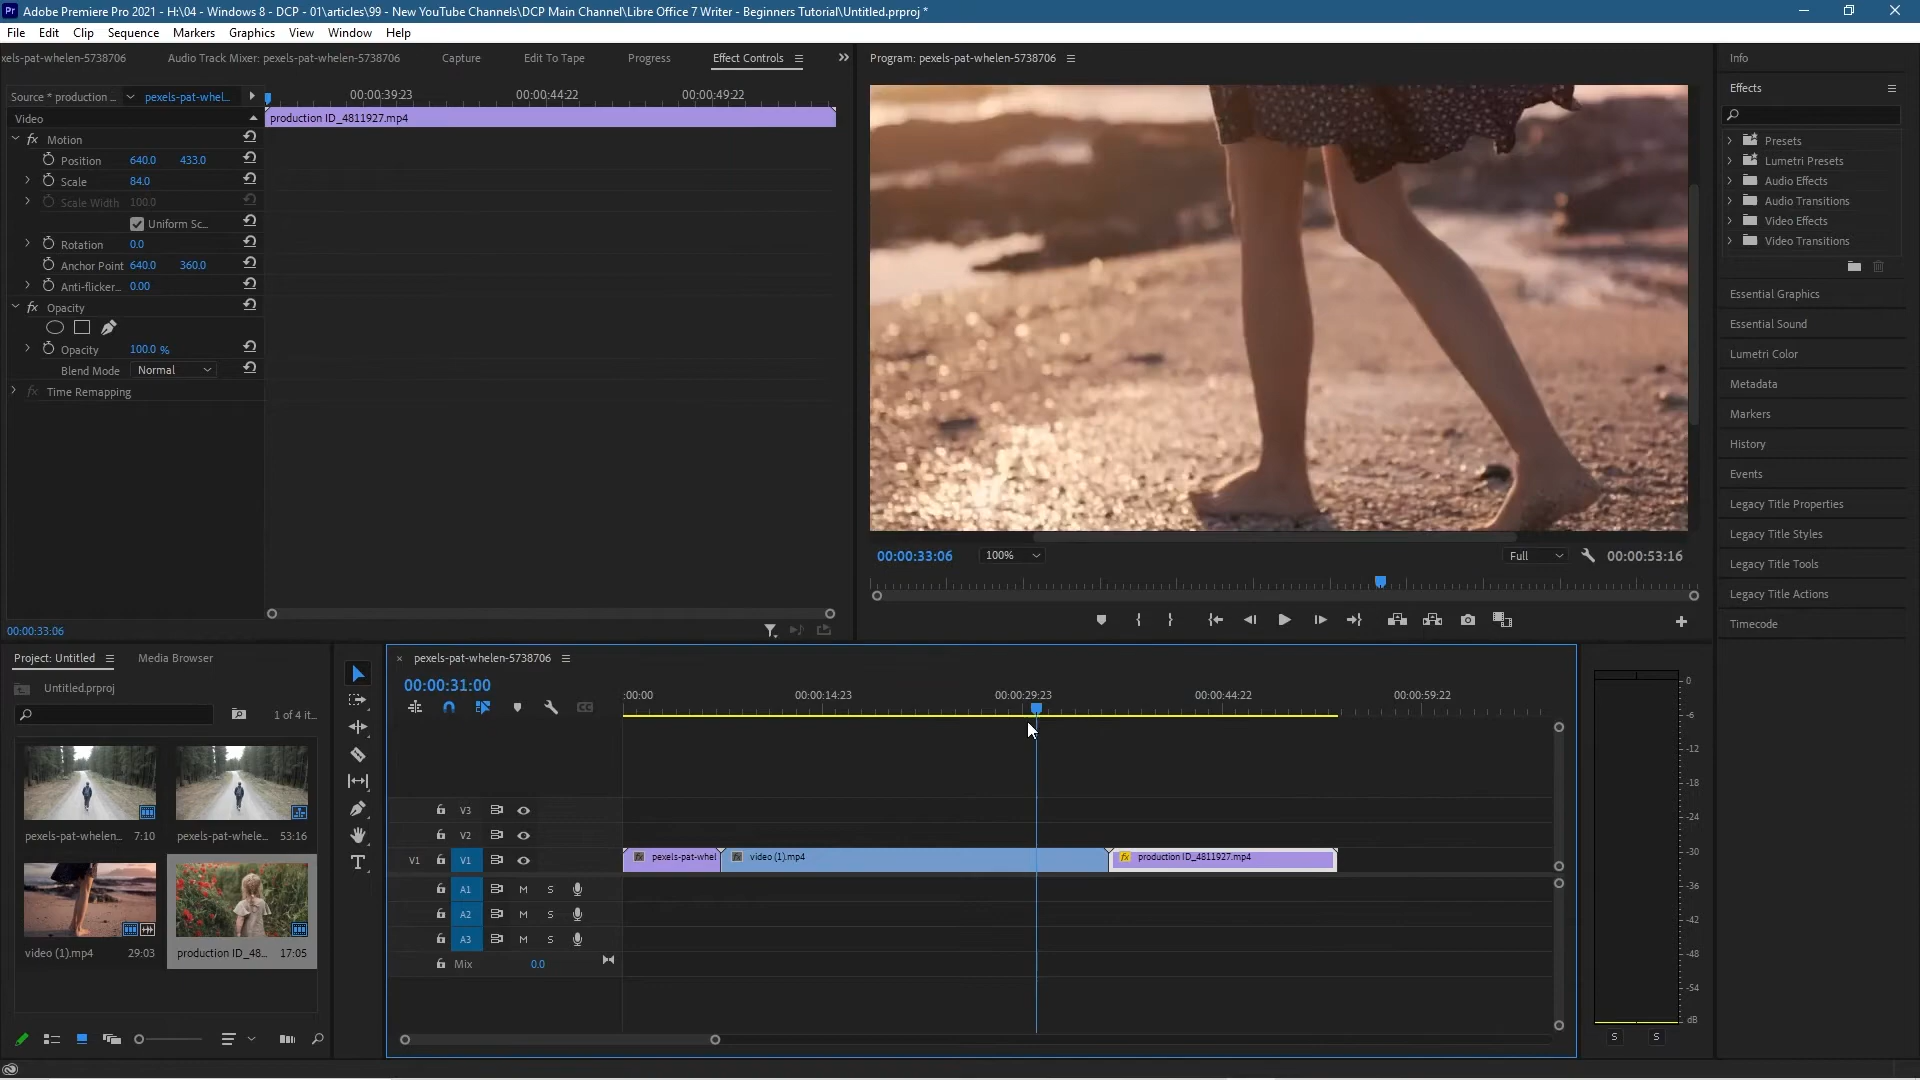 Adobe Premiere Pro 2021 - H:\04 - Windows 8 - DCP - 01\articles\99 - New YouTube Channels\DCP Main Channel\Libre Office 7 Writer - Beginners Tutorial\Untitled.prproj *
File Edit Clip Sequence Markers Graphics View Window Help
xels-pat-whelen-5738706 Audio Track Mixer: pexels-pat-whelen-5738706 Capture Edit To Tape Progress Effect Controls
Source * production ... pexels-pat-whel... 00:00:39:23 00:00:44:22 00:00:49:22
Video production ID_4811927.mp4
fx Motion
Position 640.0 433.0
Scale 84.0
Scale Width 100.0
Uniform Sc...
Rotation 0.0
Anchor Point 640.0 360.0
Anti-flicker... 0.00
fx Opacity
Opacity 100.0 %
Blend Mode Normal
fx Time Remapping
00:00:33:06
Program: pexels-pat-whelen-5738706
00:00:33:06 100% Full 00:00:53:16
Info
Effects
Presets
Lumetri Presets
Audio Effects
Audio Transitions
Video Effects
Video Transitions
Essential Graphics
Essential Sound
Lumetri Color
Metadata
Markers
History
Events
Legacy Title Properties
Legacy Title Styles
Legacy Title Tools
Legacy Title Actions
Timecode
Project: Untitled Media Browser
Untitled.prproj
1 of 4 it...
pexels-pat-whelen... 7:10 pexels-pat-whele... 53:16
video (1).mp4 29:03 production ID_48... 17:05
pexels-pat-whelen-5738706
00:00:31:00
:00:00 00:00:14:23 00:00:29:23 00:00:44:22 00:00:59:22
V3
V2
V1 V1 fx pexels-pat-whel fx video (1).mp4 fx production ID_4811927.mp4
A1 M S
A2 M S
A3 M S
Mix 0.0
0
-6
-12
-18
-24
-30
-36
-42
-48
-54
dB
S S